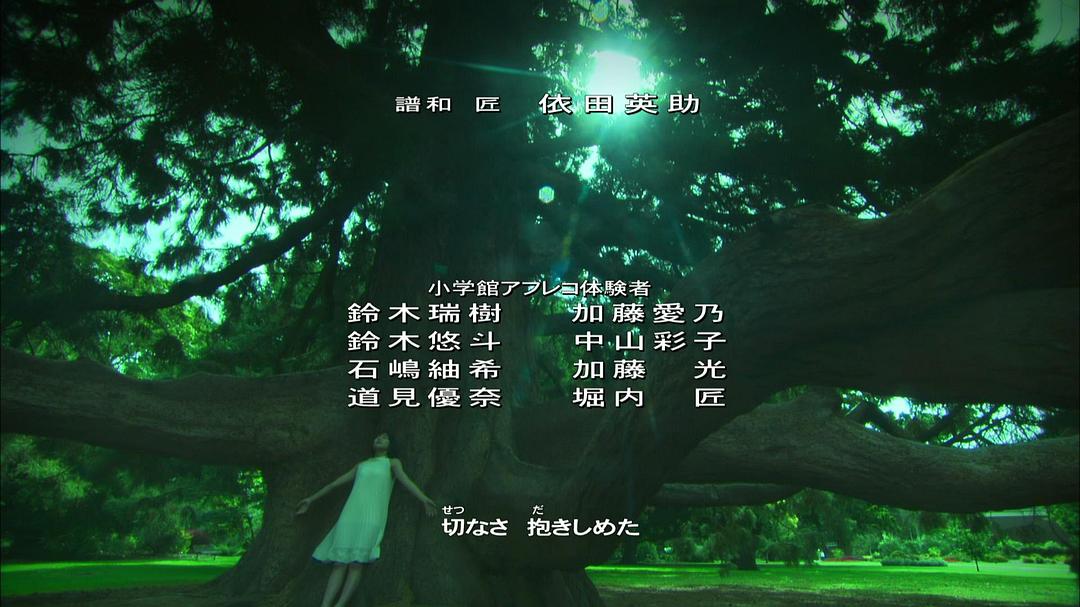 譜和 匠 依田英助
小学館アフレコ体験者
鈴木瑞樹 加藤愛乃
鈴木悠斗 中山彩子
石嶋紬希 加藤 光
道見優奈 堀内 匠
せつ だ
切なさ 抱きしめた